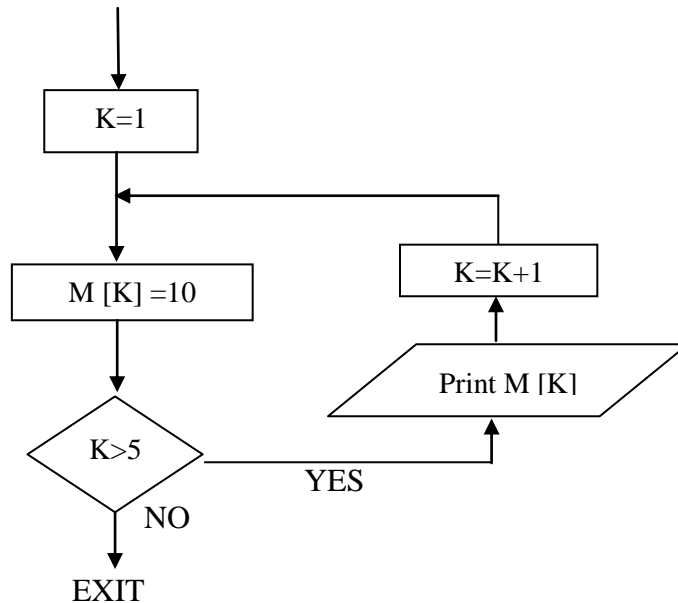 K=1
M [K] =10
K=K+1
Print M [K]
K>5
YES
NO
EXIT